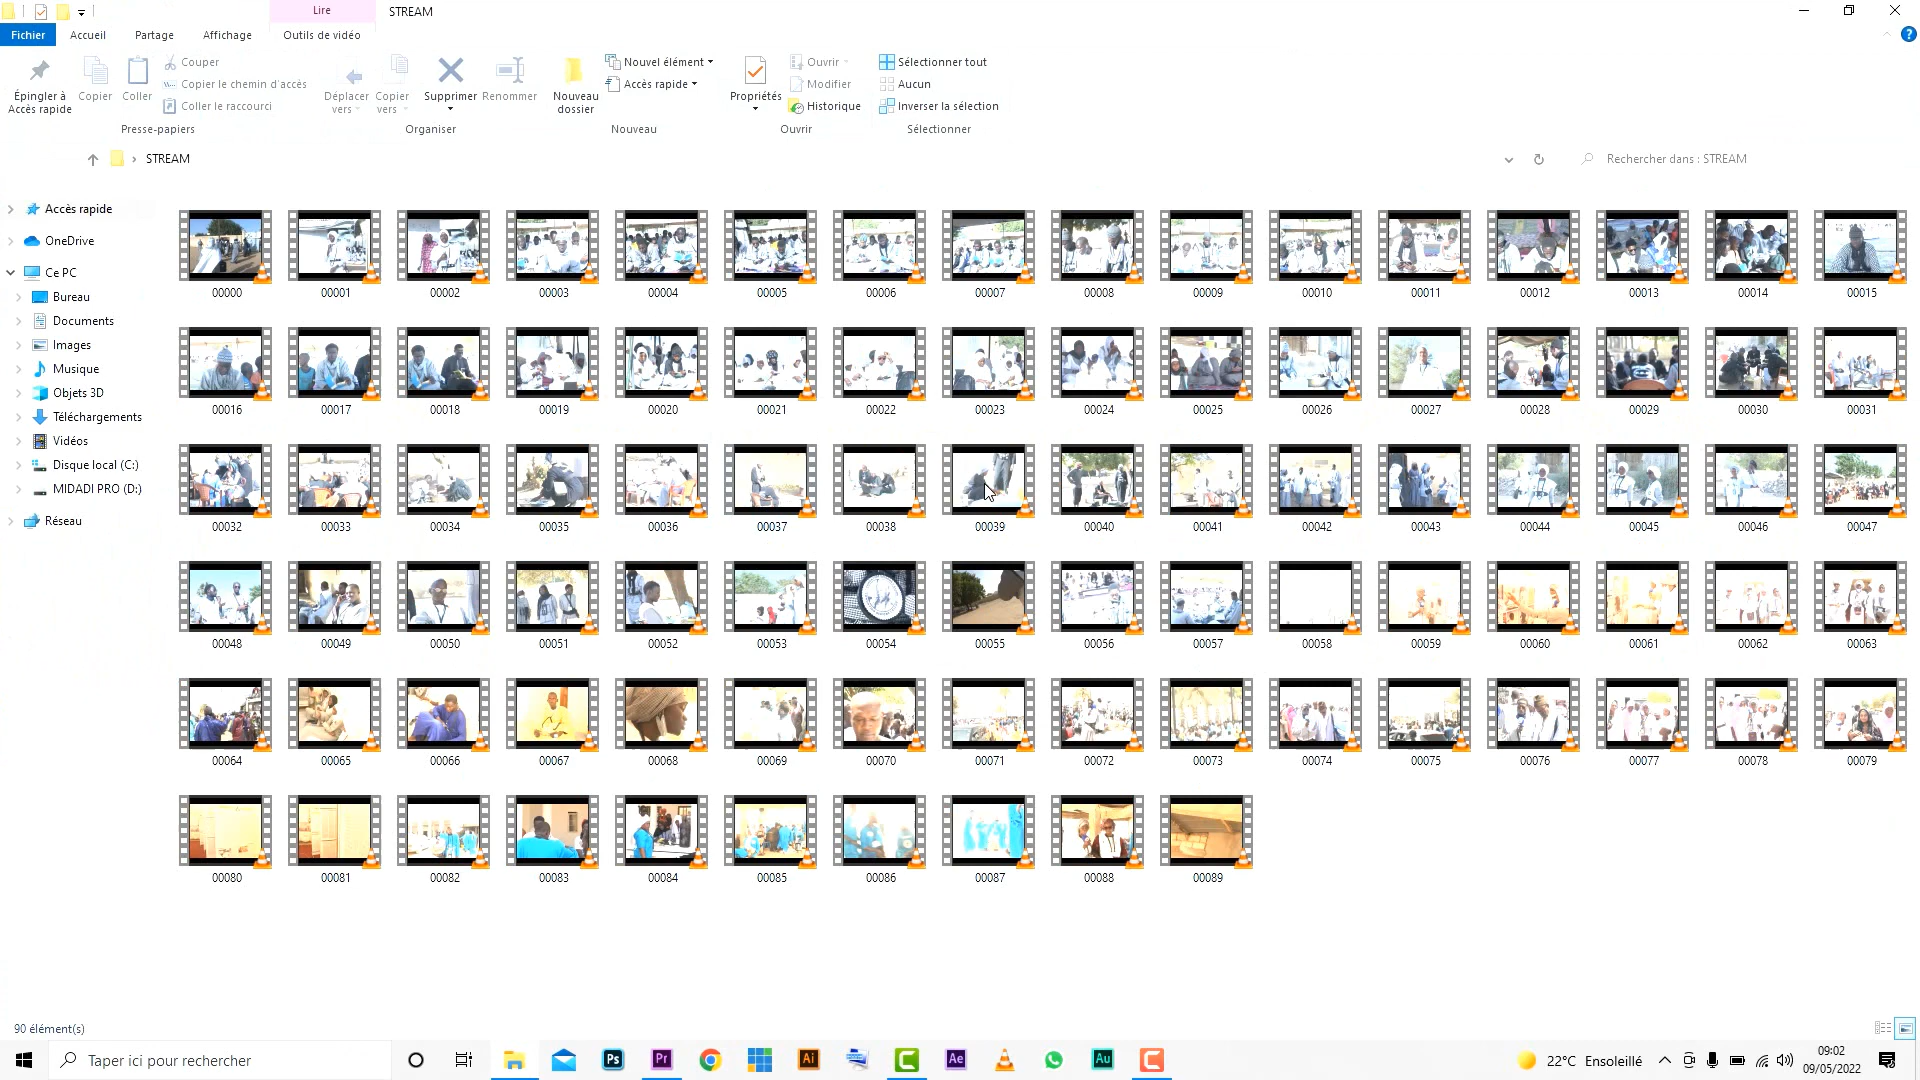 Lire STREAM
Fichier Accueil Partage Affichage Outils de vidéo
Épingler à
Accès rapide
Copier
Coller
Couper
Copier le chemin d'accès
Coller le raccourci
Presse-papiers
Déplacer
vers
Copier
vers
Supprimer
Renommer
Organiser
Nouveau
dossier
Nouvel élément
Accès rapide
Nouveau
Propriétés
Ouvrir
Modifier
Historique
Ouvrir
Sélectionner tout
Aucun
Inverser la sélection
Sélectionner
STREAM
Rechercher dans : STREAM
Accès rapide
OneDrive
Ce PC
Bureau
Documents
Images
Musique
Objets 3D
Téléchargements
Vidéos
Disque local (C:)
MIDADI PRO (D:)
Réseau
00000 00001 00002 00003 00004 00005 00006 00007 00008 00009 00010 00011 00012 00013 00014 00015
00016 00017 00018 00019 00020 00021 00022 00023 00024 00025 00026 00027 00028 00029 00030 00031
00032 00033 00034 00035 00036 00037 00038 00039 00040 00041 00042 00043 00044 00045 00046 00047
00048 00049 00050 00051 00052 00053 00054 00055 00056 00057 00058 00059 00060 00061 00062 00063
00064 00065 00066 00067 00068 00069 00070 00071 00072 00073 00074 00075 00076 00077 00078 00079
00080 00081 00082 00083 00084 00085 00086 00087 00088 00089
90 élément(s)
Taper ici pour rechercher
Ps
Pr
Ai
Ae
Au
22°C Ensoleillé
09:02
09/05/2022